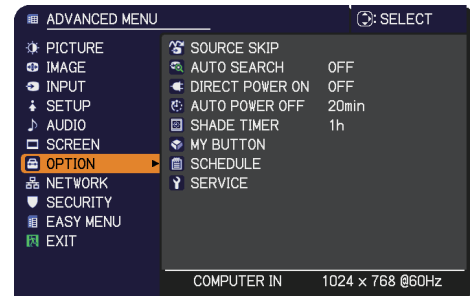 ADVANCED MENU : SELECT
PICTURE
IMAGE
INPUT
SETUP
AUDIO
SCREEN
OPTION
NETWORK
SECURITY
EASY MENU
EXIT
SOURCE SKIP
AUTO SEARCH OFF
DIRECT POWER ON OFF
AUTO POWER OFF 20min
SHADE TIMER 1h
MY BUTTON
SCHEDULE
SERVICE
COMPUTER IN 1024 x 768 @60Hz